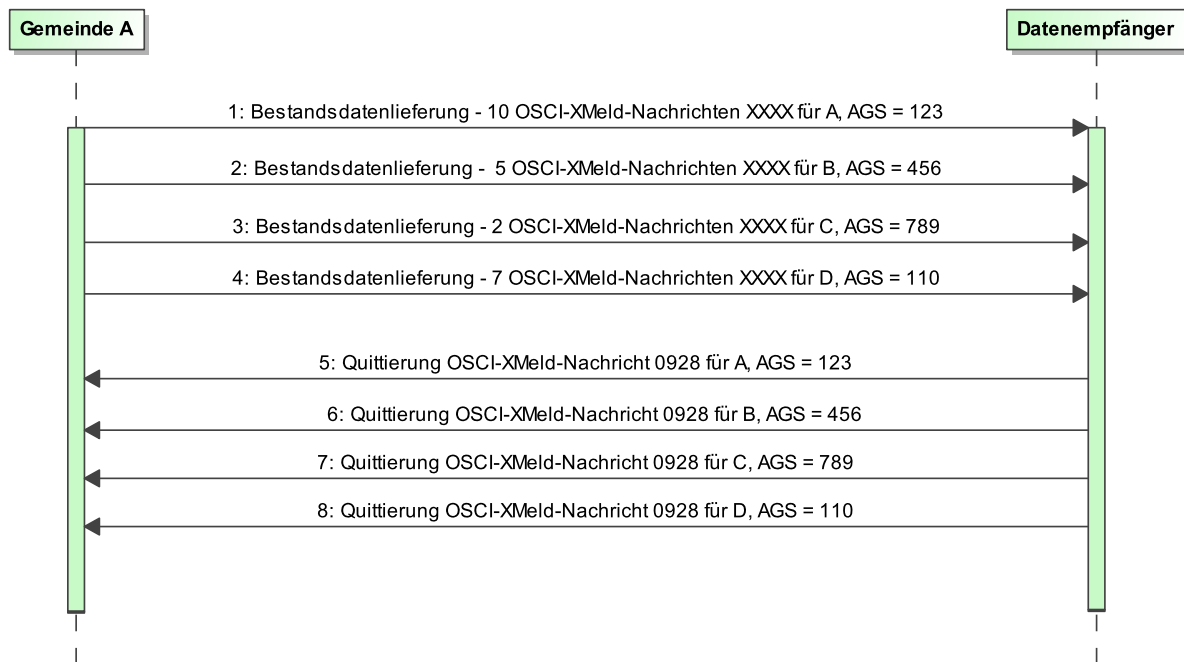 Gemeinde A
Datenempfänger
1: Bestandsdatenlieferung - 10 OSCI-XMeld-Nachrichten XXXX für A, AGS = 123
2: Bestandsdatenlieferung - 5 OSCI-XMeld-Nachrichten XXXX für B, AGS = 456
3: Bestandsdatenlieferung - 2 OSCI-XMeld-Nachrichten XXXX für C, AGS = 789
4: Bestandsdatenlieferung - 7 OSCI-XMeld-Nachrichten XXXX für D, AGS = 110
5: Quittierung OSCI-XMeld-Nachricht 0928 für A, AGS = 123
6: Quittierung OSCI-XMeld-Nachricht 0928 für B, AGS = 456
7: Quittierung OSCI-XMeld-Nachricht 0928 für C, AGS = 789
8: Quittierung OSCI-XMeld-Nachricht 0928 für D, AGS = 110